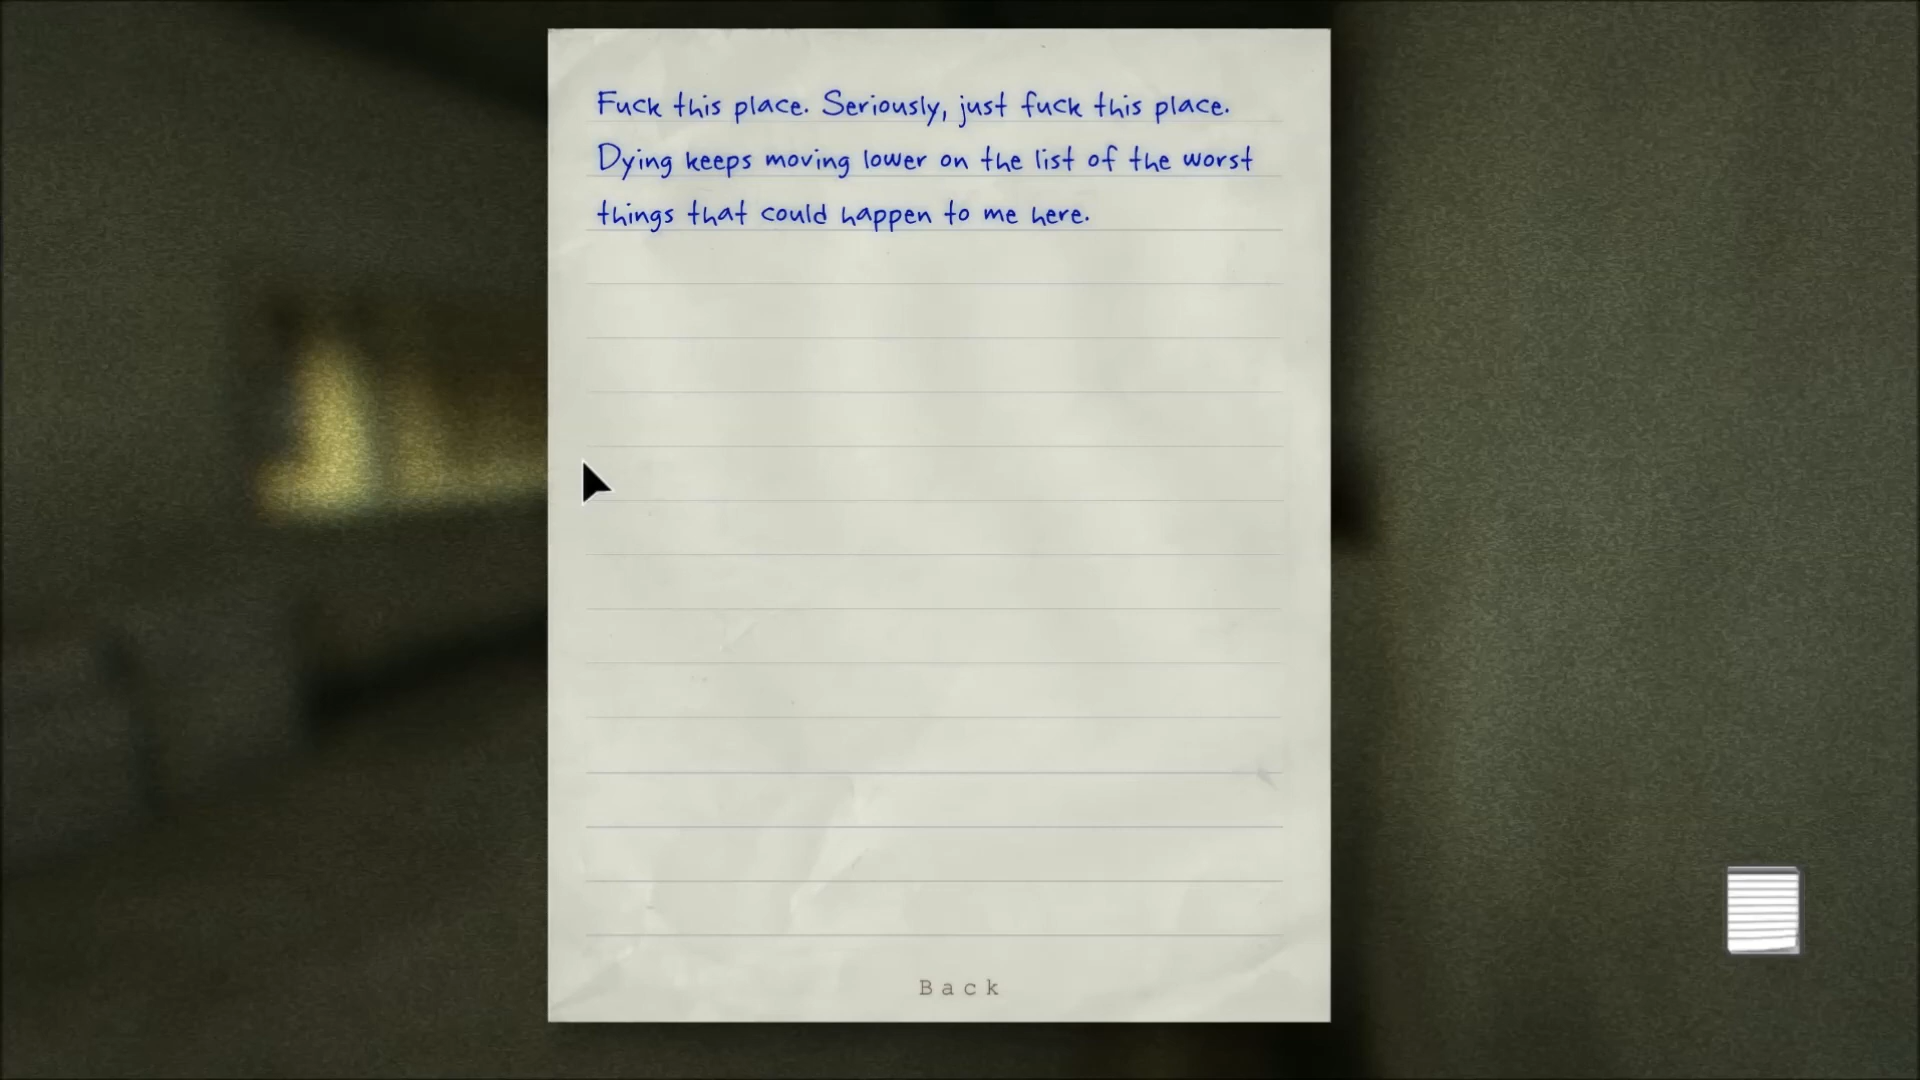 Fuck this place. Seriously, just fuck this place.
Dying keeps moving lower on the list of the worst
things that could happen to me here.
Back